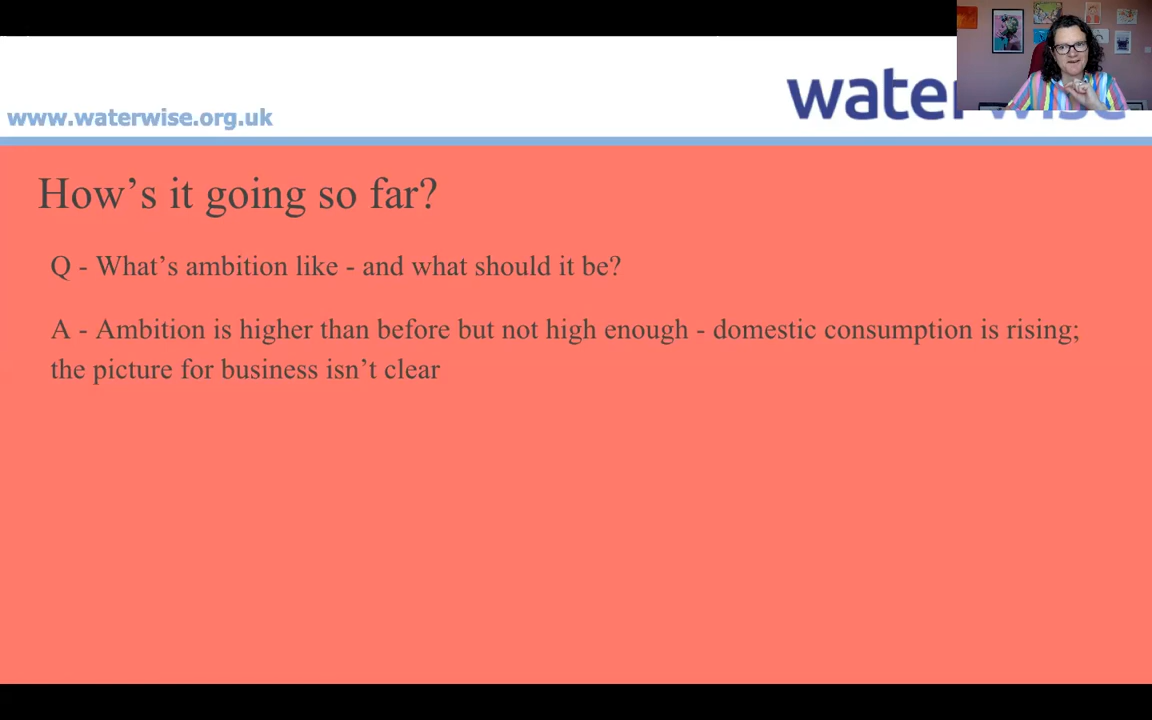 www.waterwise.org.uk
waterwise
How’s it going so far?
Q - What’s ambition like - and what should it be?
A - Ambition is higher than before but not high enough - domestic consumption is rising;
the picture for business isn’t clear